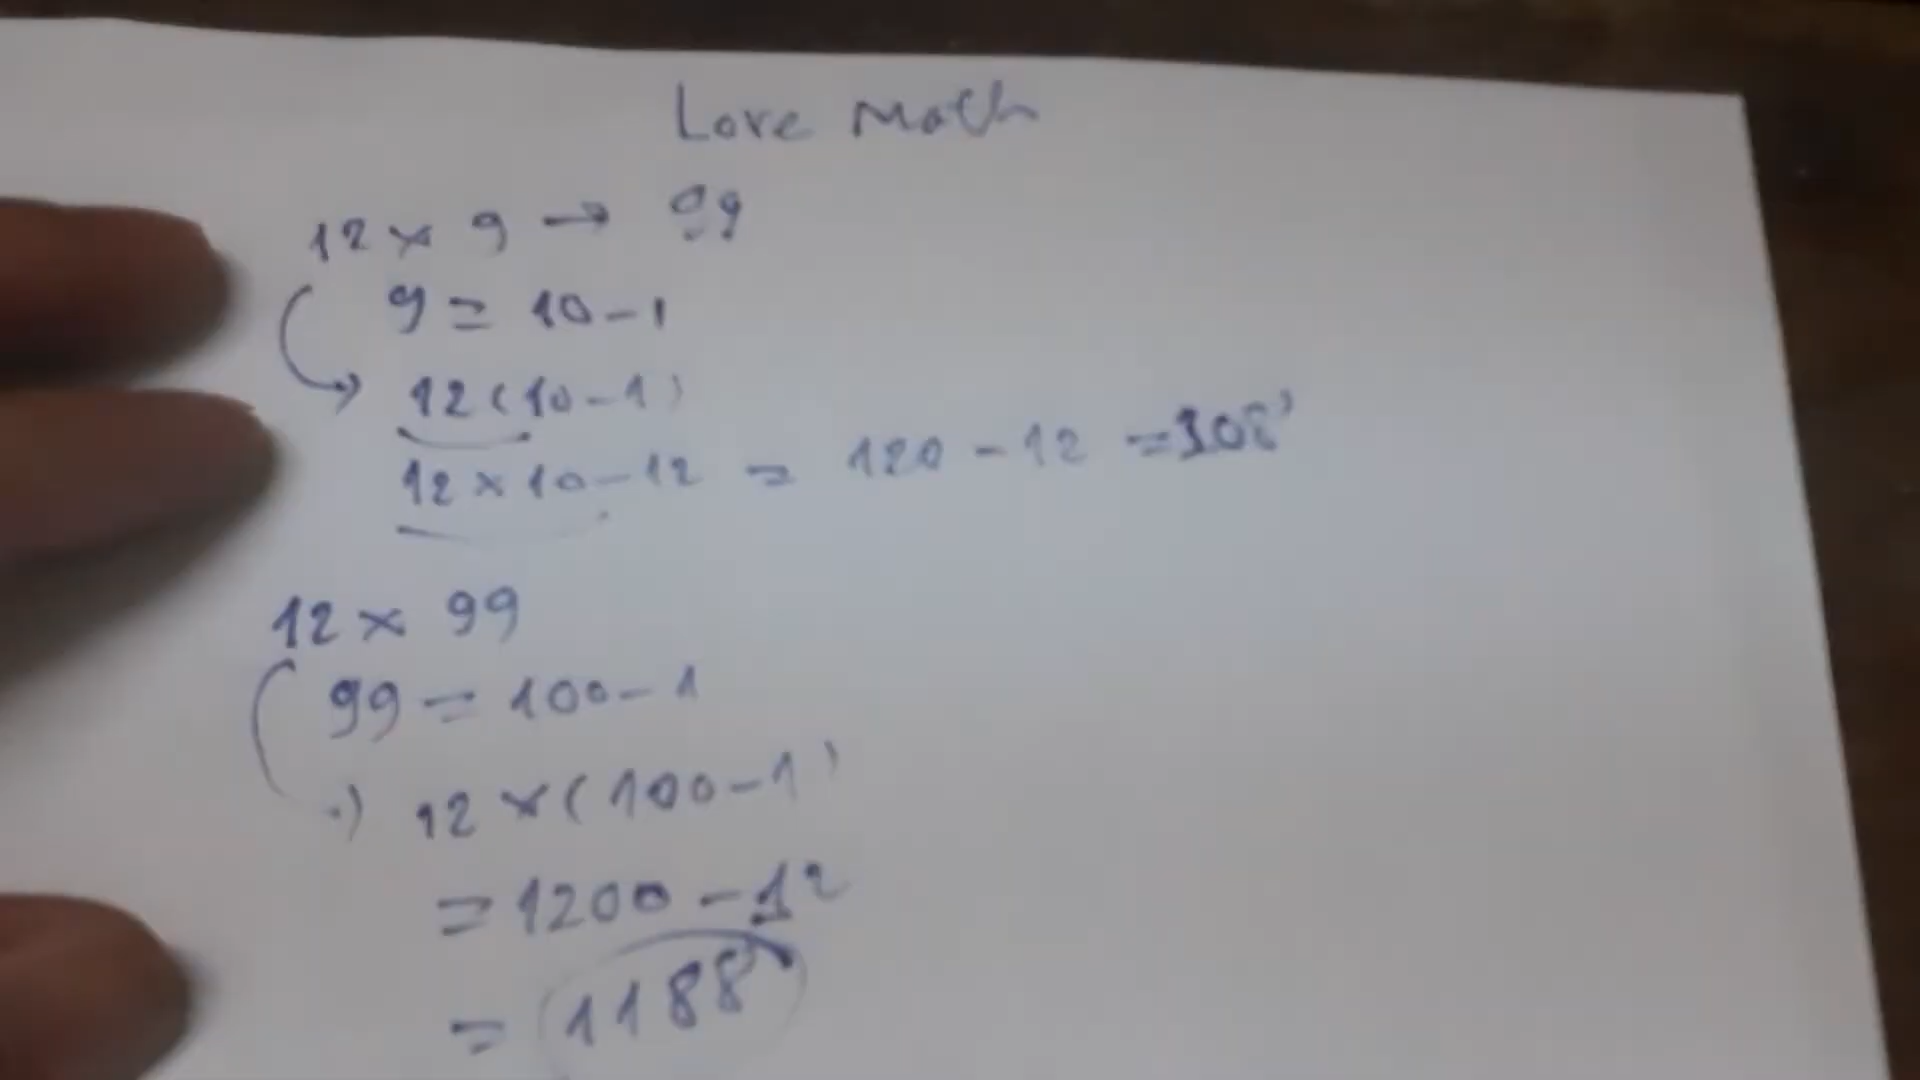 Love Math
12 × 9 → 99
9 = 10 - 1
12 (10 - 1)
12 × 10 - 12 = 120 - 12 = 108
12 × 99
99 = 100 - 1
12 × (100 - 1)
= 1200 - 12
= 1188